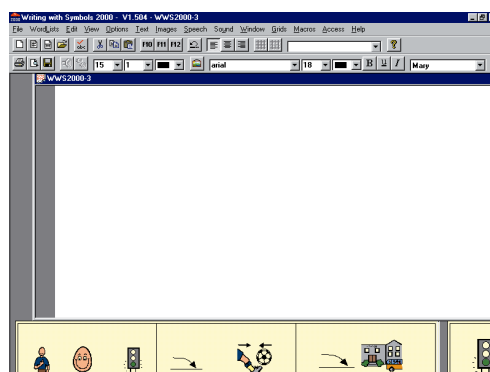 Writing with Symbols 2000 - V1.504 - WWS2000-3
File WordLists Edit View Options Text Images Speech Sound Window Grids Macros Access Help
abc F10 F11 F12
15 1 arial 18 B U I Mary
WWS2000-3